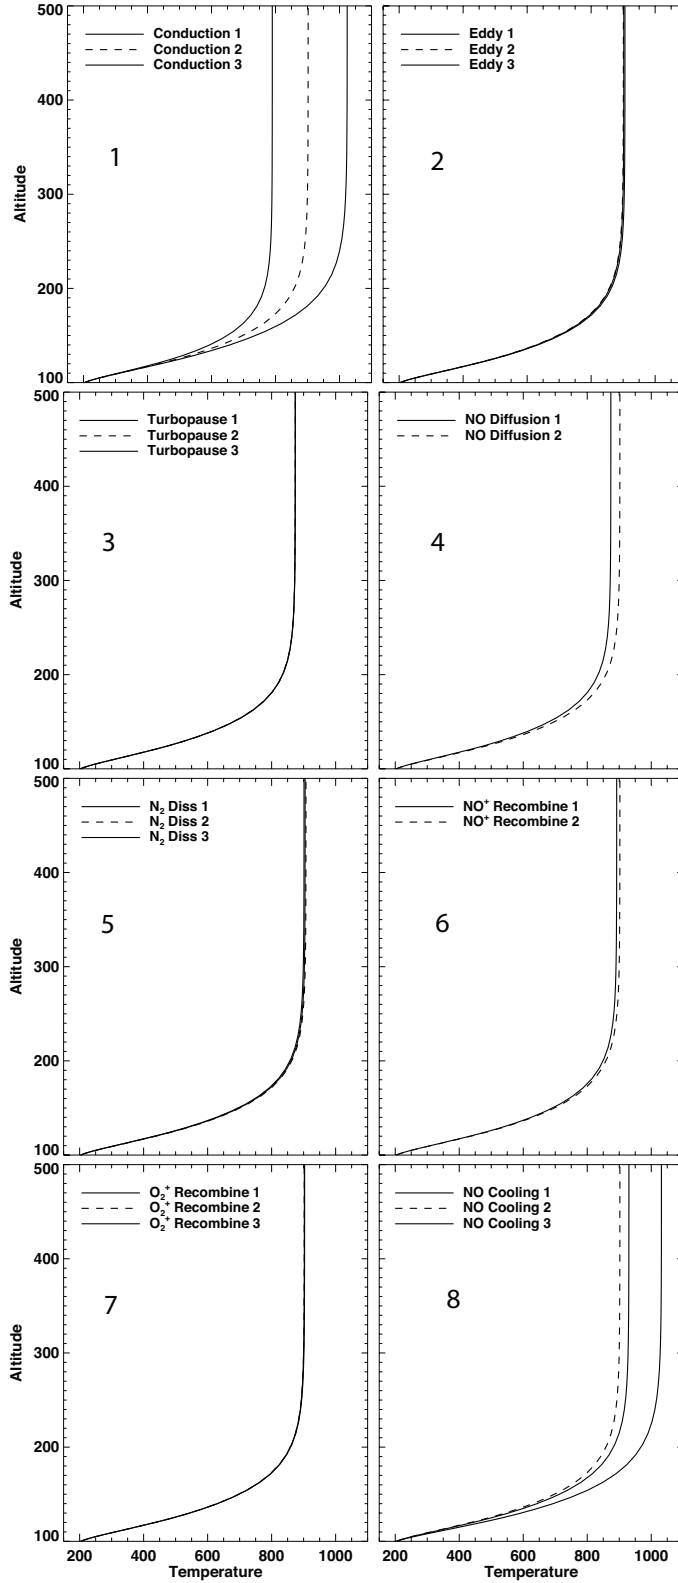 500
Conduction 1
Conduction 2
Conduction 3
400
1
300
200
100
Altitude
Eddy 1
Eddy 2
Eddy 3
2
500
Turbopause 1
Turbopause 2
Turbopause 3
400
3
300
200
100
Altitude
NO Diffusion 1
NO Diffusion 2
4
500
N₂ Diss 1
N₂ Diss 2
N₂ Diss 3
400
5
300
200
100
Altitude
NO⁺ Recombine 1
NO⁺ Recombine 2
6
500
O₂⁺ Recombine 1
O₂⁺ Recombine 2
O₂⁺ Recombine 3
400
7
300
200
100
Altitude
200 400 600 800 1000
Temperature
NO Cooling 1
NO Cooling 2
NO Cooling 3
8
200 400 600 800 1000
Temperature